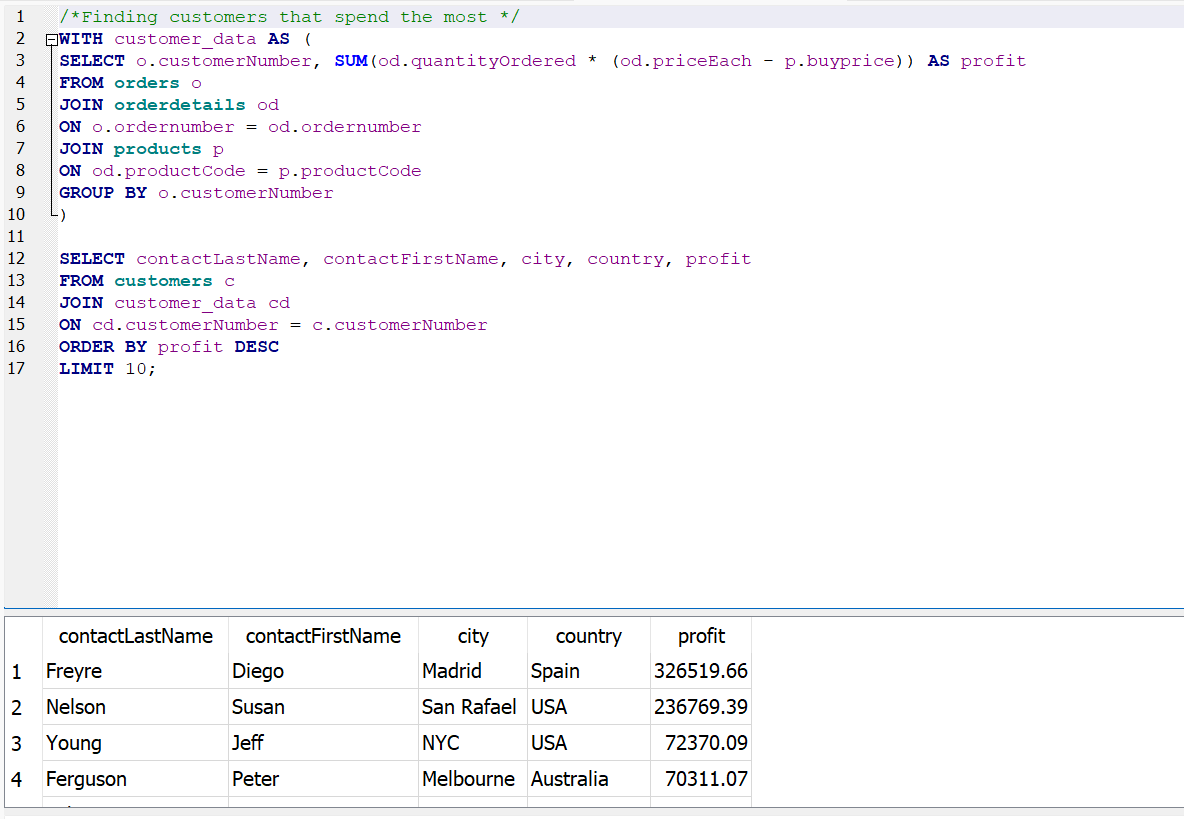 1 /*Finding customers that spend the most */
2 WITH customer_data AS (
3 SELECT o.customerNumber, SUM(od.quantityOrdered * (od.priceEach - p.buyprice)) AS profit
4 FROM orders o
5 JOIN orderdetails od
6 ON o.ordernumber = od.ordernumber
7 JOIN products p
8 ON od.productCode = p.productCode
9 GROUP BY o.customerNumber
10 )
11
12 SELECT contactLastName, contactFirstName, city, country, profit
13 FROM customers c
14 JOIN customer_data cd
15 ON cd.customerNumber = c.customerNumber
16 ORDER BY profit DESC
17 LIMIT 10;
contactLastName contactFirstName city country profit
1 Freyre Diego Madrid Spain 326519.66
2 Nelson Susan San Rafael USA 236769.39
3 Young Jeff NYC USA 72370.09
4 Ferguson Peter Melbourne Australia 70311.07